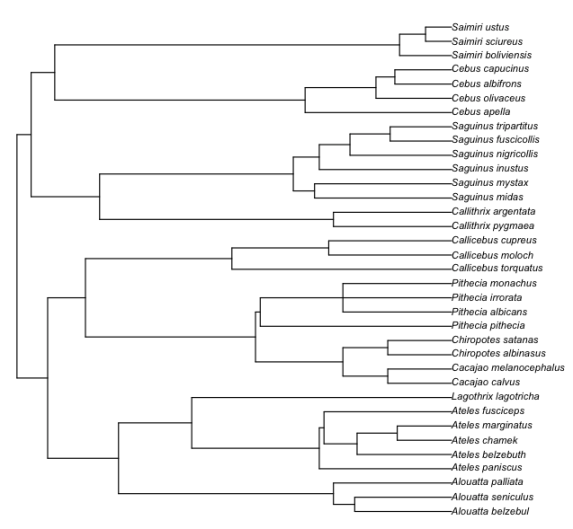 Saimiri ustus
Saimiri sciureus
Saimiri boliviensis
Cebus capucinus
Cebus albifrons
Cebus olivaceus
Cebus apella
Saguinus tripartitus
Saguinus fuscicollis
Saguinus nigricollis
Saguinus inustus
Saguinus mystax
Saguinus midas
Callithrix argentata
Callithrix pygmaea
Callicebus cupreus
Callicebus moloch
Callicebus torquatus
Pithecia monachus
Pithecia irrorata
Pithecia albicans
Pithecia pithecia
Chiropotes satanas
Chiropotes albinasus
Cacajao melanocephalus
Cacajao calvus
Lagothrix lagotricha
Ateles fusciceps
Ateles marginatus
Ateles chamek
Ateles belzebuth
Ateles paniscus
Alouatta palliata
Alouatta seniculus
Alouatta belzebul